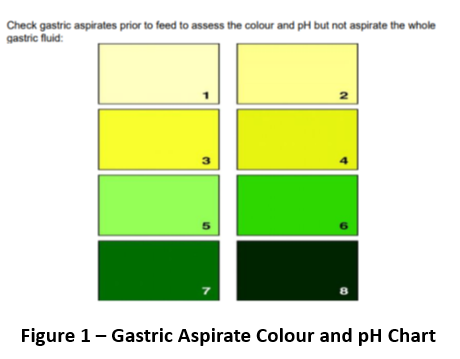 Check gastric aspirates prior to feed to assess the colour and pH but not aspirate the whole
gastric fluid:
1
2
3
4
5
6
7
8
Figure 1 – Gastric Aspirate Colour and pH Chart